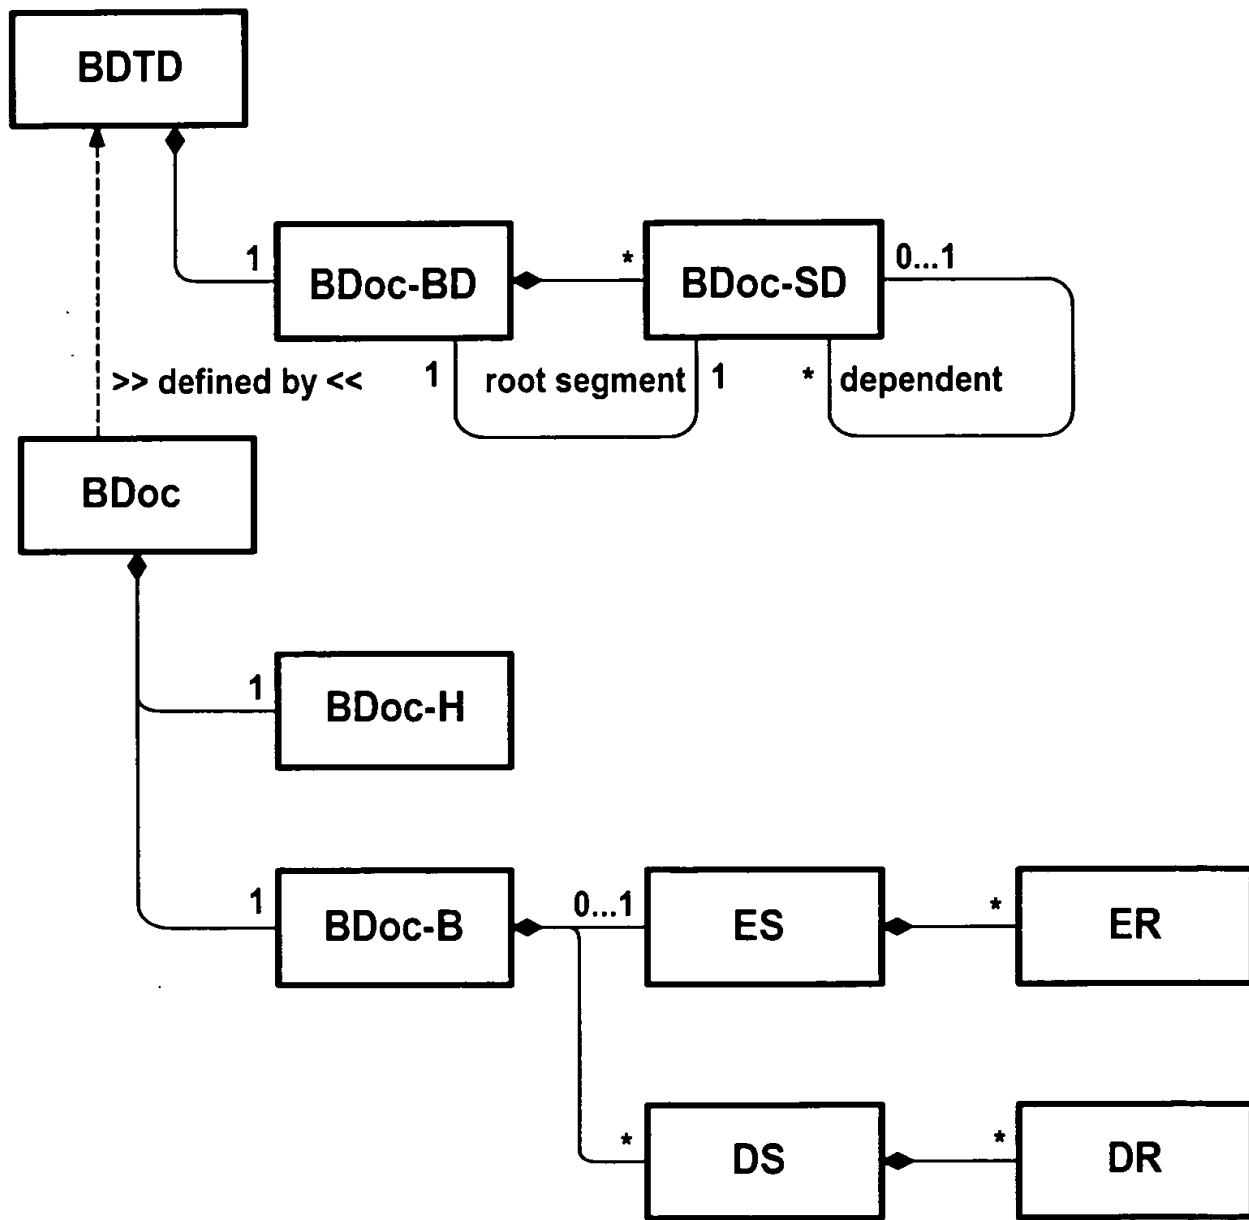 BDTD
1
BDoc-BD
*
BDoc-SD
0...1
>> defined by <<
1
root segment
1
*
dependent
BDoc
1
BDoc-H
1
BDoc-B
0...1
ES
*
ER
*
DS
*
DR